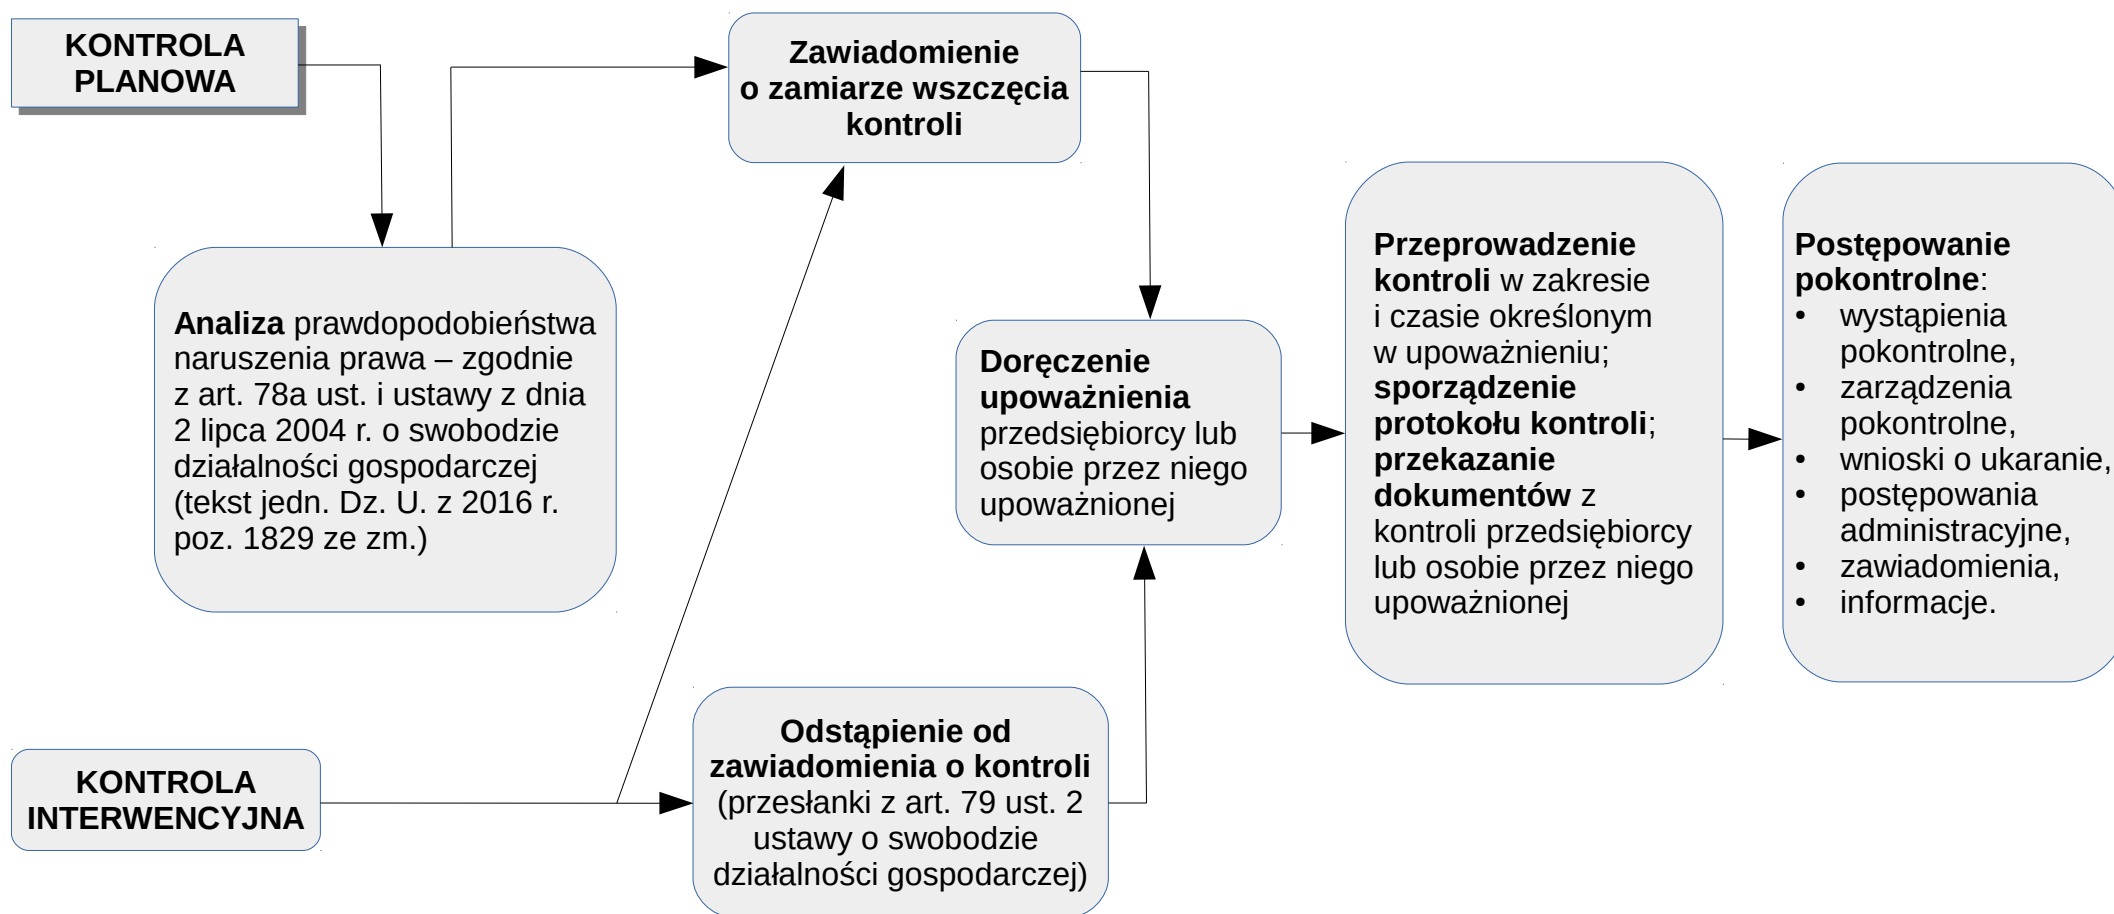 KONTROLA
PLANOWA
Zawiadomienie
o zamiarze wszczęcia
kontroli
Analiza prawdopodobieństwa
naruszenia prawa – zgodnie
z art. 78a ust. i ustawy z dnia
2 lipca 2004 r. o swobodzie
działalności gospodarczej
(tekst jedn. Dz. U. z 2016 r.
poz. 1829 ze zm.)
Doręczenie
upoważnienia
przedsiębiorcy lub
osobie przez niego
upoważnionej
Przeprowadzenie
kontroli w zakresie
i czasie określonym
w upoważnieniu;
sporządzenie
protokołu kontroli;
przekazanie
dokumentów z
kontroli przedsiębiorcy
lub osobie przez niego
upoważnionej
Postępowanie
pokontrolne:
• wystąpienia
pokontrolne,
• zarządzenia
pokontrolne,
• wnioski o ukaranie,
• postępowania
administracyjne,
• zawiadomienia,
• informacje.
KONTROLA
INTERWENCYJNA
Odstąpienie od
zawiadomienia o kontroli
(przesłanki z art. 79 ust. 2
ustawy o swobodzie
działalności gospodarczej)